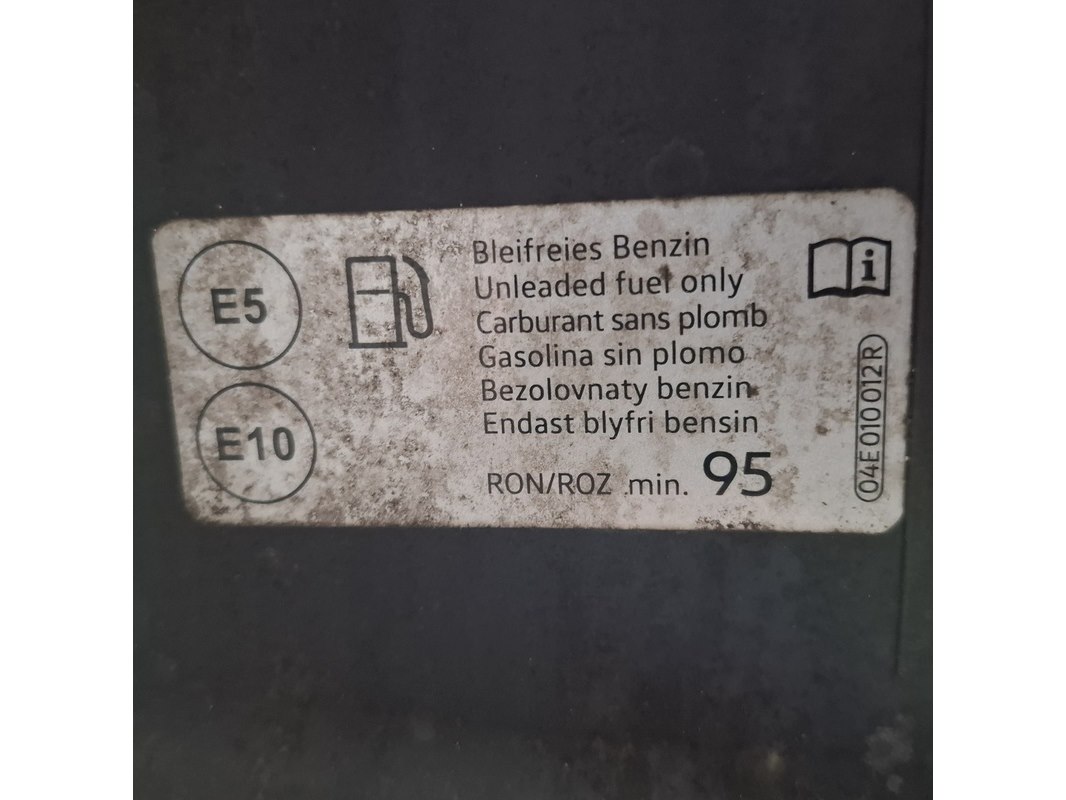 E5
E10
Bleifreies Benzin
Unleaded fuel only
Carburant sans plomb
Gasolina sin plomo
Bezolovnaty benzin
Endast blyfri bensin
RON/ROZ min. 95
i
04E 010 012 R